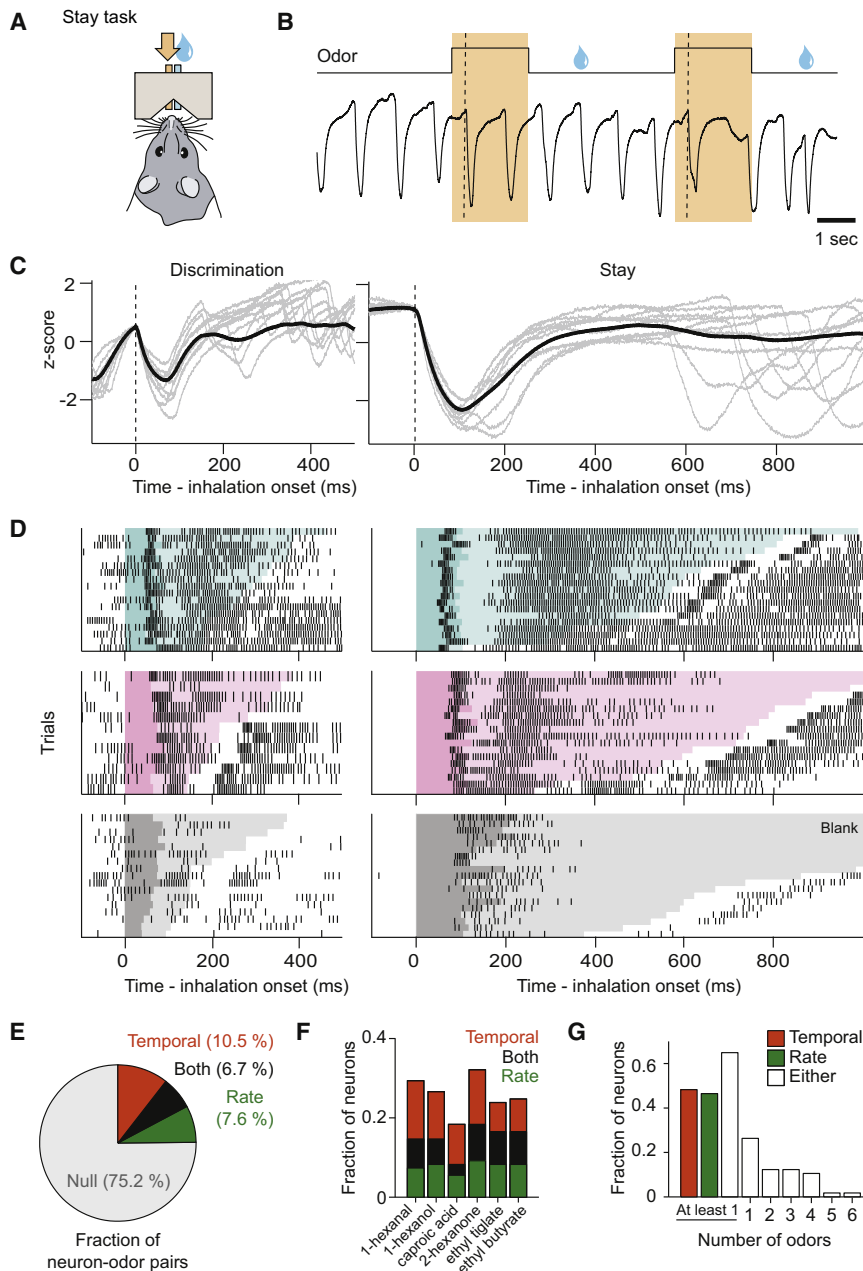 A
Stay task
B
Odor
1 sec
C
Discrimination
Stay
z-score
2
0
-2
0
200
400
0
200
400
600
800
Time - inhalation onset (ms)
Time - inhalation onset (ms)
D
Trials
Blank
0
200
400
0
200
400
600
800
Time - inhalation onset (ms)
Time - inhalation onset (ms)
E
Temporal (10.5 %)
Both (6.7 %)
Rate
(7.6 %)
Null (75.2 %)
Fraction of
neuron-odor pairs
F
Temporal
Both
Rate
Fraction of neurons
0.4
0.2
0
1-hexanal
1-hexanol
caproic acid
2-hexanone
ethyl tiglate
ethyl butyrate
G
Temporal
Rate
Either
Fraction of neurons
0.6
0.4
0.2
0
At least 1
1
2
3
4
5
6
Number of odors